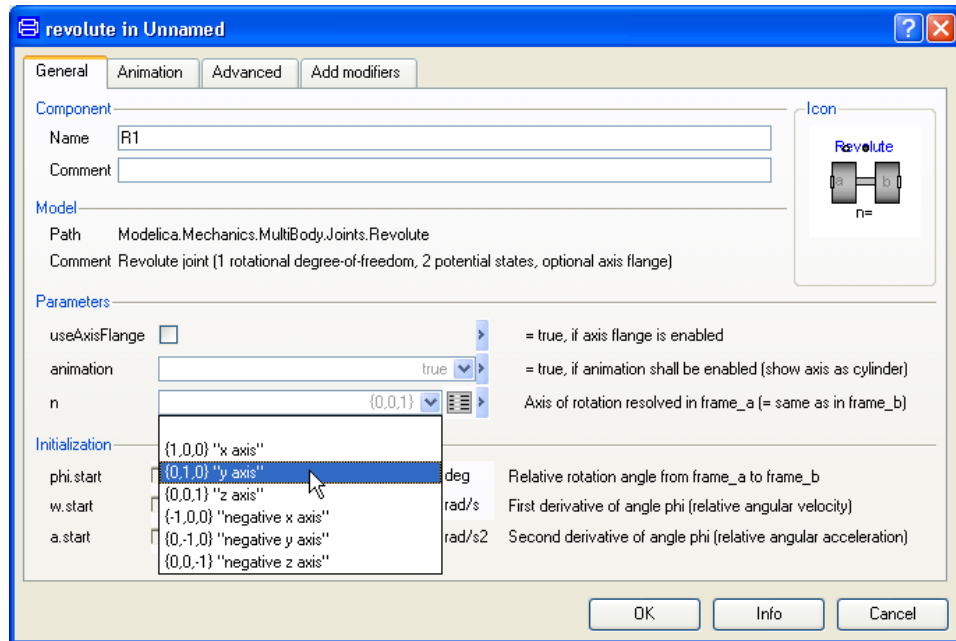 revolute in Unnamed
General Animation Advanced Add modifiers
Component
Icon
Name R1
Comment
Revolute
a b
n=
Model
Path Modelica.Mechanics.MultiBody.Joints.Revolute
Comment Revolute joint (1 rotational degree-of-freedom, 2 potential states, optional axis flange)
Parameters
useAxisFlange = true, if axis flange is enabled
animation true = true, if animation shall be enabled (show axis as cylinder)
n {0,0,1} Axis of rotation resolved in frame_a (= same as in frame_b)
Initialization
{1,0,0} "x axis"
phi.start {0,1,0} "y axis" deg Relative rotation angle from frame_a to frame_b
{0,0,1} "z axis"
w.start rad/s First derivative of angle phi (relative angular velocity)
{-1,0,0} "negative x axis"
a.start {0,-1,0} "negative y axis" rad/s2 Second derivative of angle phi (relative angular acceleration)
{0,0,-1} "negative z axis"
OK Info Cancel